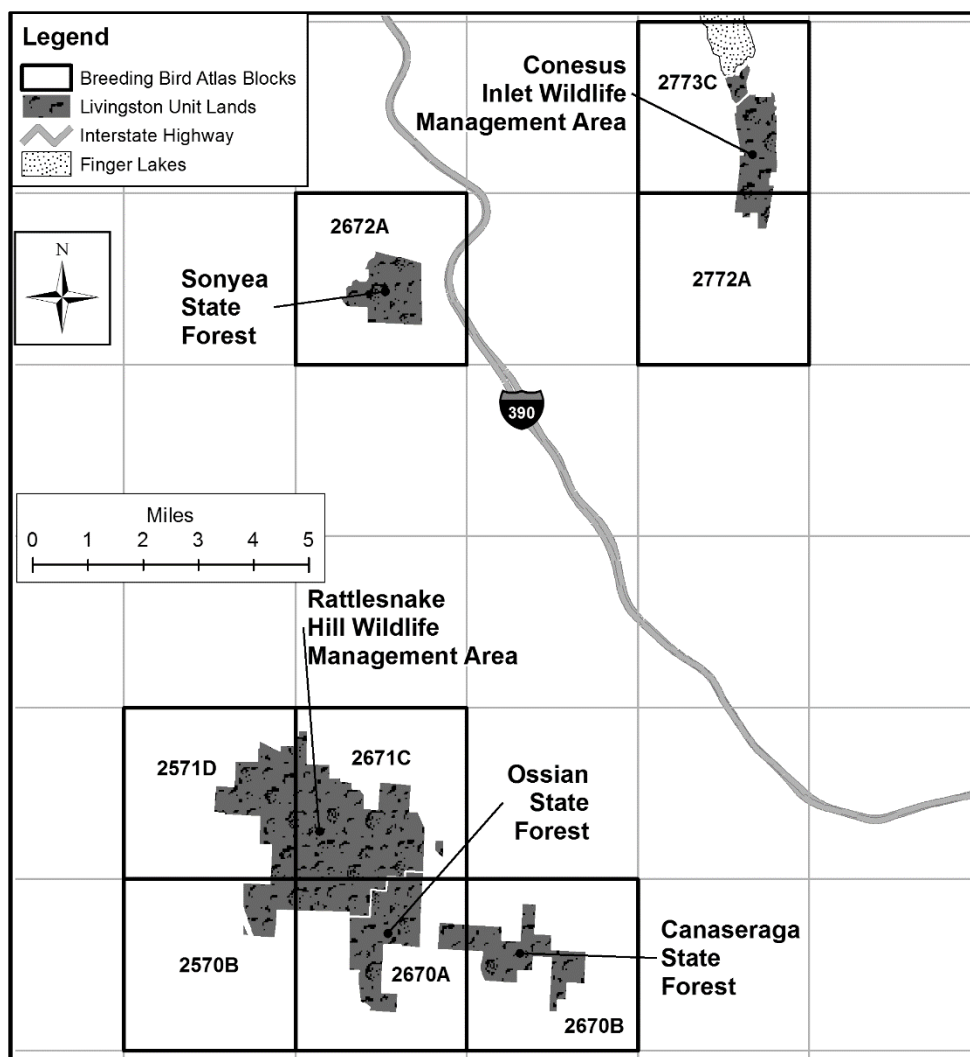 Legend
Breeding Bird Atlas Blocks
Livingston Unit Lands
Interstate Highway
Finger Lakes
Conesus
Inlet Wildlife
Management Area
2773C
2672A
N
Sonyea
State
Forest
2772A
390
Miles
0 1 2 3 4 5
Rattlesnake
Hill Wildlife
Management Area
2571D
2671C
Ossian
State
Forest
Canaseraga
State
Forest
2570B
2670A
2670B